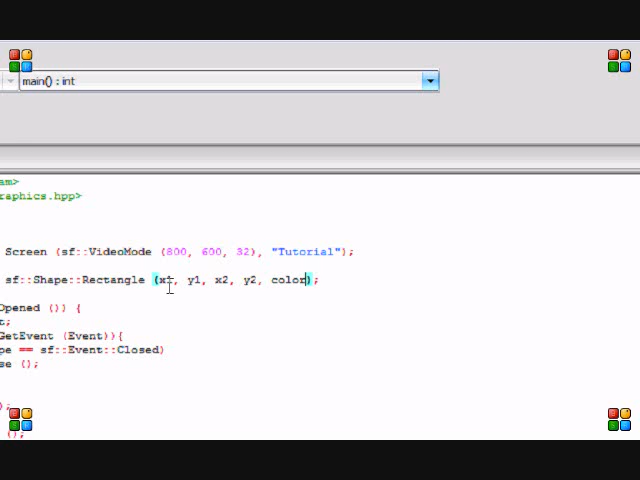 main() : int
am>
raphics.hpp>
Screen (sf::VideoMode (800, 600, 32), "Tutorial");
sf::Shape::Rectangle (x1, y1, x2, y2, color);
Opened ()) {
t;
GetEvent (Event)){
pe == sf::Event::Closed)
se ();
);
();